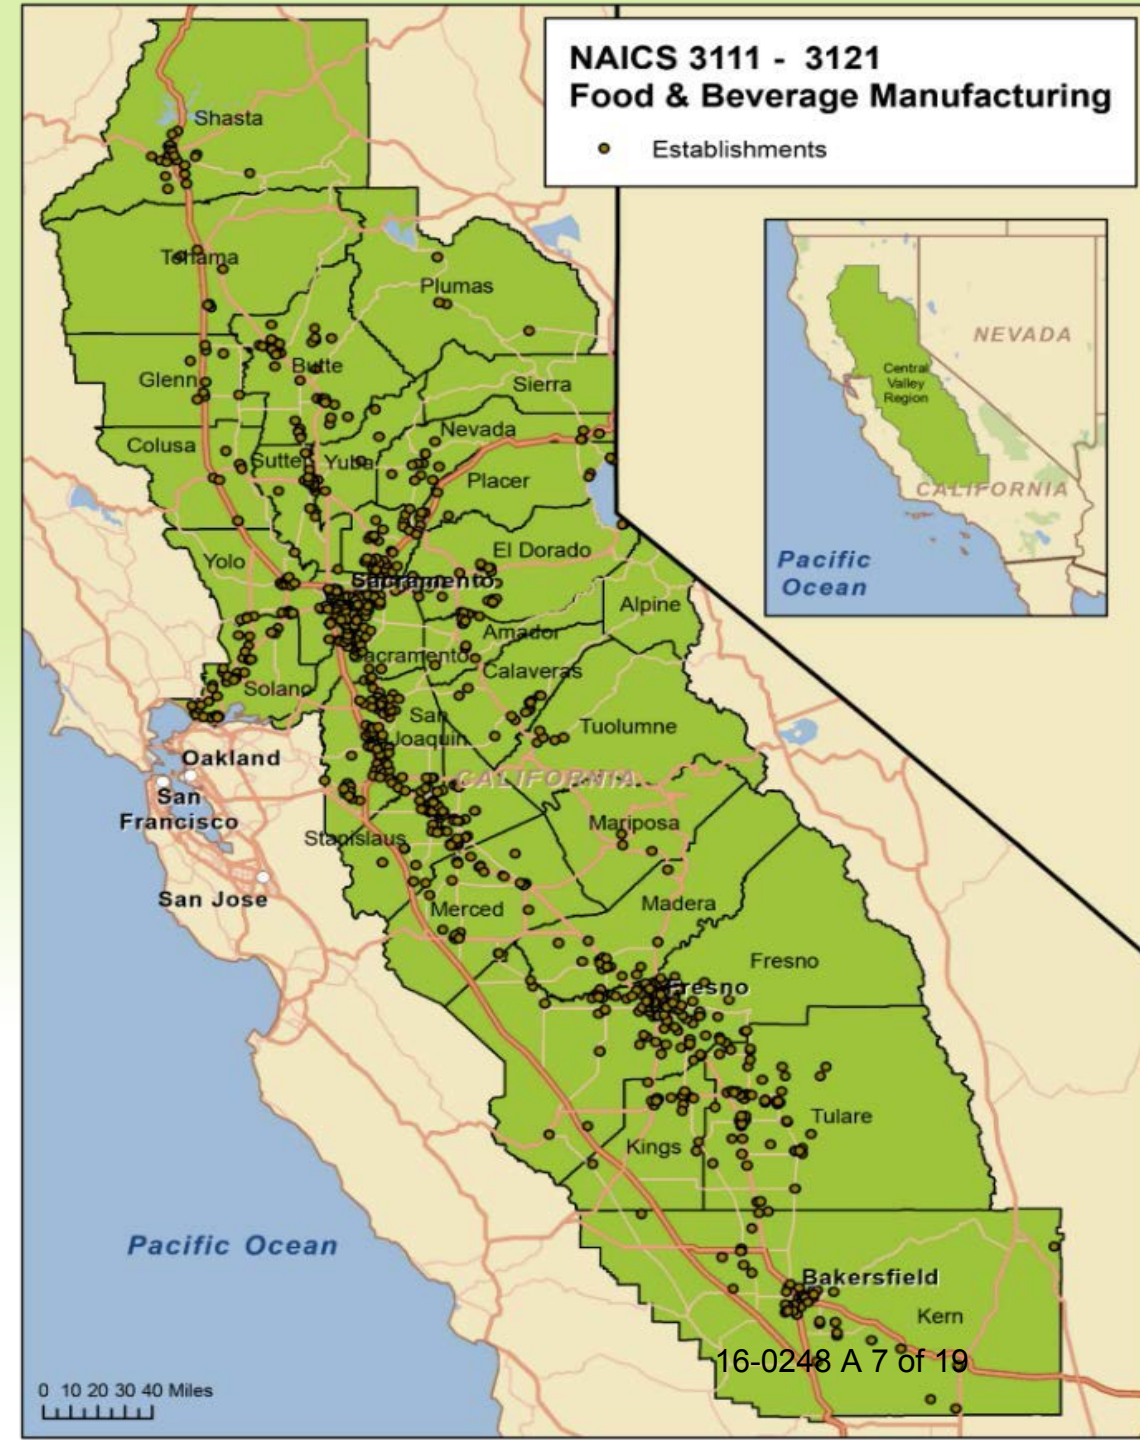 NAICS 3111 - 3121
Food & Beverage Manufacturing
Establishments
Shasta
Tehama
Plumas
Butte
Glenn
Sierra
Colusa
Nevada
Sutter
Yuba
Placer
Yolo
El Dorado
Sacramento
Alpine
Amador
Sacramento
Calaveras
Solano
San
Joaquin
Tuolumne
Oakland
CALIFORNIA
San
Francisco
Mariposa
Stanislaus
San Jose
Merced
Madera
Fresno
Fresno
Tulare
Kings
Pacific Ocean
Bakersfield
Kern
16-0248 A 7 of 19
0 10 20 30 40 Miles
NEVADA
Central
Valley
Region
CALIFORNIA
Pacific
Ocean